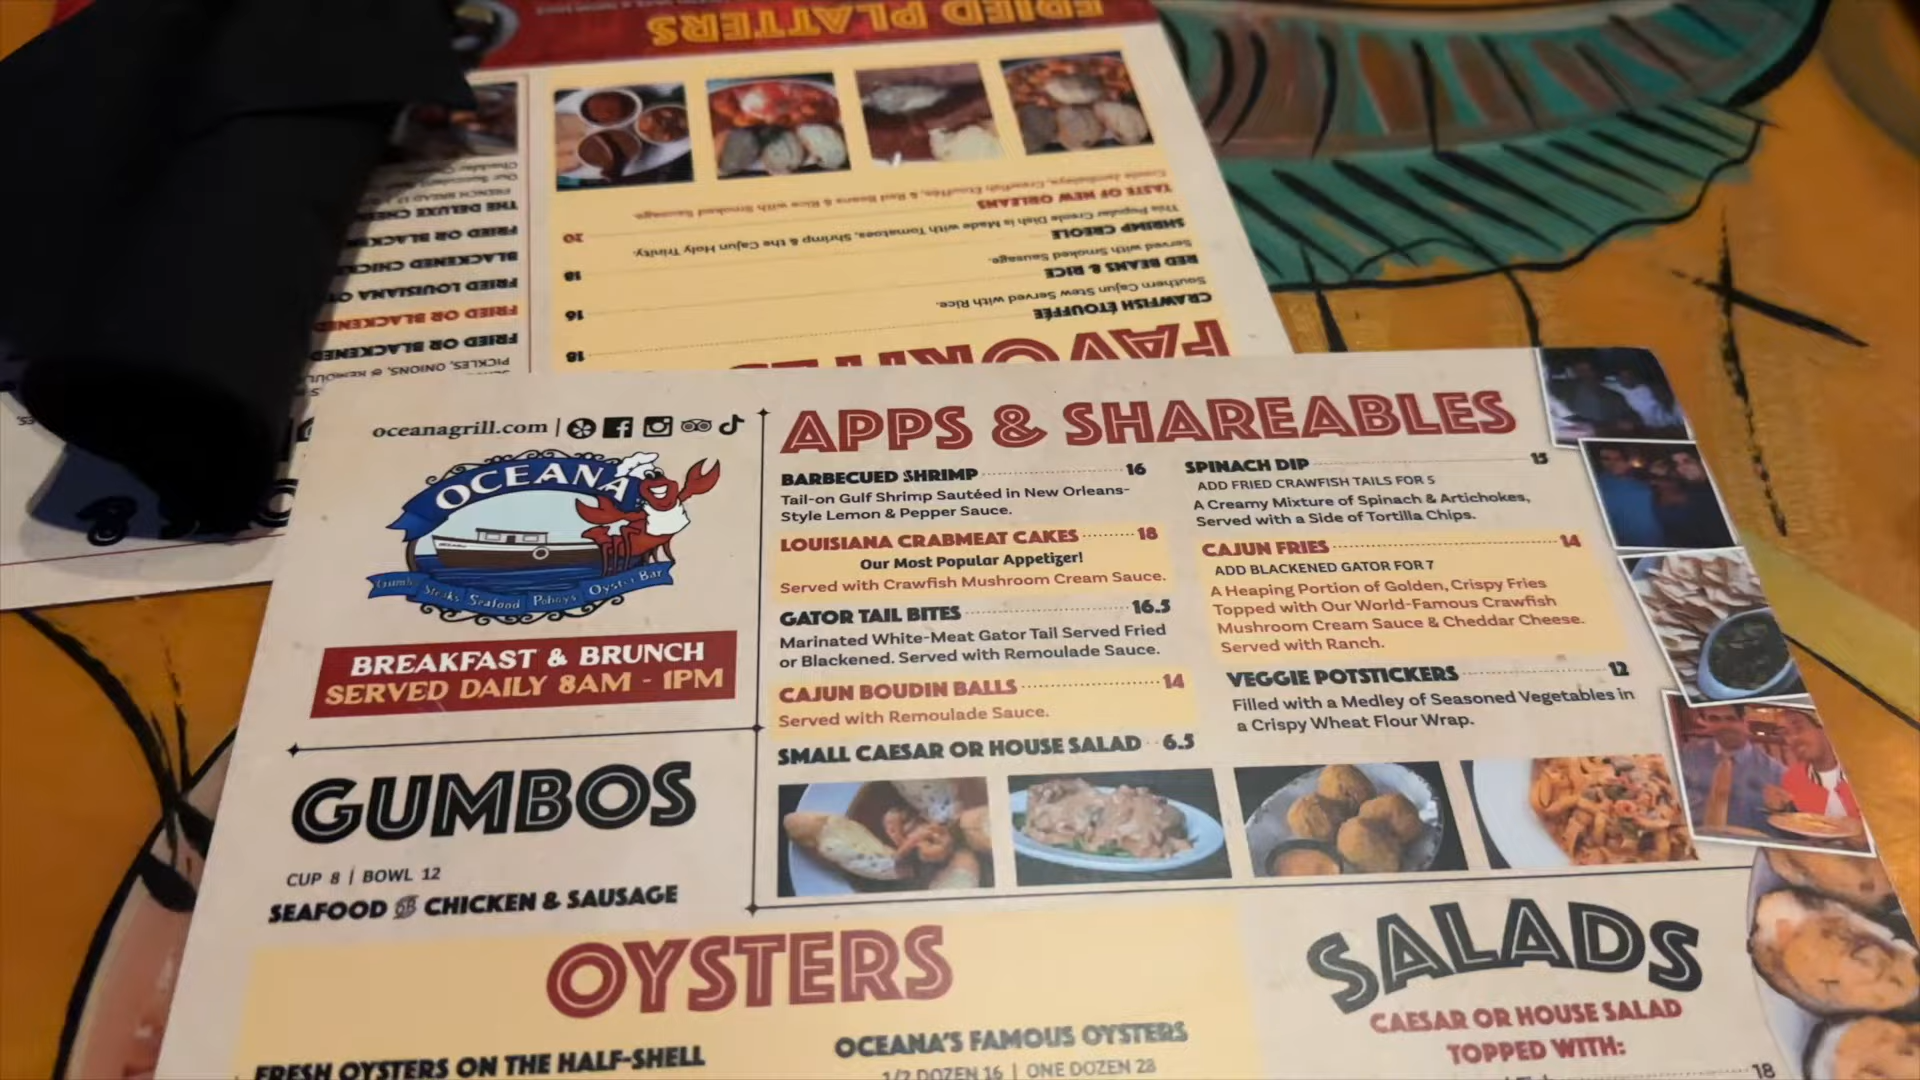 FRIED PLATTERS
TASTE OF NEW ORLEANS
20
Creole Jambalaya, Crawfish Étouffée, & Red Beans & Rice with Smoked Sausage.
SHRIMP CREOLE
18
This Popular Creole Dish is Made with Tomatoes, Shrimp & the Cajun Holy Trinity.
RED BEANS & RICE
16
Served with Smoked Sausage.
CRAWFISH ÉTOUFFÉE
18
Southern Cajun Stew Served with Rice.
FAVORITES
THE DELUXE
FRIED OR BLACKENED
BLACKENED CHICKEN
FRIED LOUISIANA
FRIED OR BLACKENED
FRIED OR BLACKENED
PICKLES, ONIONS, &
oceanagrill.com |
OCEANA
Gumbo Steaks Seafood Poboys Oyster Bar
BREAKFAST & BRUNCH
SERVED DAILY 8AM - 1PM
GUMBOS
CUP 8 | BOWL 12
SEAFOOD OR CHICKEN & SAUSAGE
APPS & SHAREABLES
BARBECUED SHRIMP 16
Tail-on Gulf Shrimp Sautéed in New Orleans-
Style Lemon & Pepper Sauce.
LOUISIANA CRABMEAT CAKES 18
Our Most Popular Appetizer!
Served with Crawfish Mushroom Cream Sauce.
GATOR TAIL BITES 16.5
Marinated White-Meat Gator Tail Served Fried
or Blackened. Served with Remoulade Sauce.
CAJUN BOUDIN BALLS 14
Served with Remoulade Sauce.
SMALL CAESAR OR HOUSE SALAD 6.5
SPINACH DIP 15
ADD FRIED CRAWFISH TAILS FOR 5
A Creamy Mixture of Spinach & Artichokes,
Served with a Side of Tortilla Chips.
CAJUN FRIES 14
ADD BLACKENED GATOR FOR 7
A Heaping Portion of Golden, Crispy Fries
Topped with Our World-Famous Crawfish
Mushroom Cream Sauce & Cheddar Cheese.
Served with Ranch.
VEGGIE POTSTICKERS 12
Filled with a Medley of Seasoned Vegetables in
a Crispy Wheat Flour Wrap.
OYSTERS
FRESH OYSTERS ON THE HALF-SHELL
OCEANA'S FAMOUS OYSTERS
1/2 DOZEN 16 | ONE DOZEN 28
SALADS
CAESAR OR HOUSE SALAD
TOPPED WITH:
18